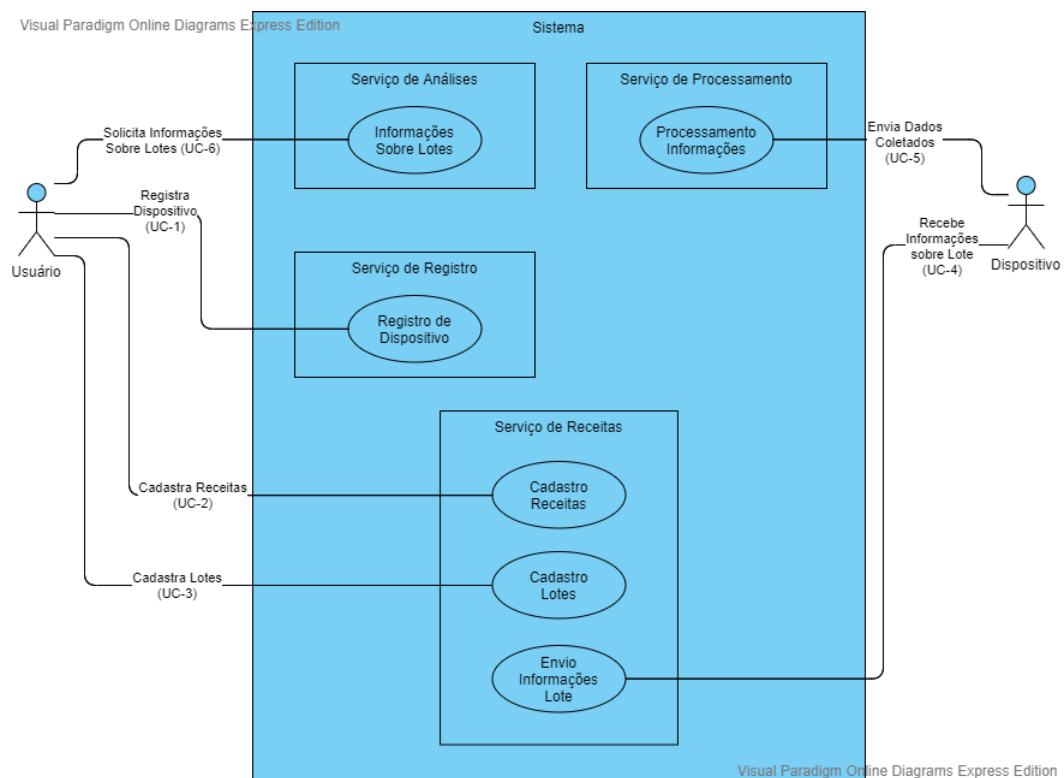 Visual Paradigm Online Diagrams Express Edition
Sistema
Serviço de Análises
Serviço de Processamento
Solicita Informações
Sobre Lotes (UC-6)
Informações
Sobre Lotes
Processamento
Informações
Envia Dados
Coletados
(UC-5)
Registra
Dispositivo
(UC-1)
Usuário
Recebe
Informações
sobre Lote
(UC-4)
Dispositivo
Serviço de Registro
Registro de
Dispositivo
Serviço de Receitas
Cadastra Receitas
(UC-2)
Cadastro
Receitas
Cadastra Lotes
(UC-3)
Cadastro
Lotes
Envio
Informações
Lote
Visual Paradigm Online Diagrams Express Edition